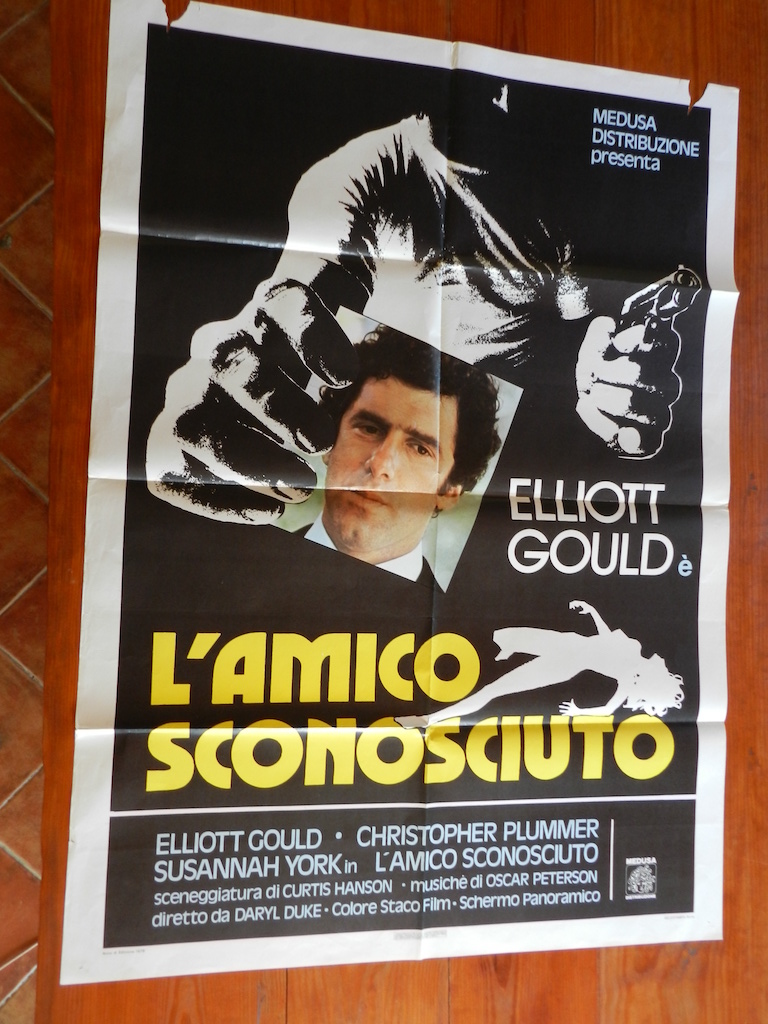 MEDUSA
DISTRIBUZIONE
presenta
ELLIOTT
GOULD è
L'AMICO
SCONOSCIUTO
ELLIOTT GOULD • CHRISTOPHER PLUMMER
SUSANNAH YORK in L'AMICO SCONOSCIUTO
sceneggiatura di CURTIS HANSON • musichè di OSCAR PETERSON
diretto da DARYL DUKE • Colore Staco Film • Schermo Panoramico
MEDUSA